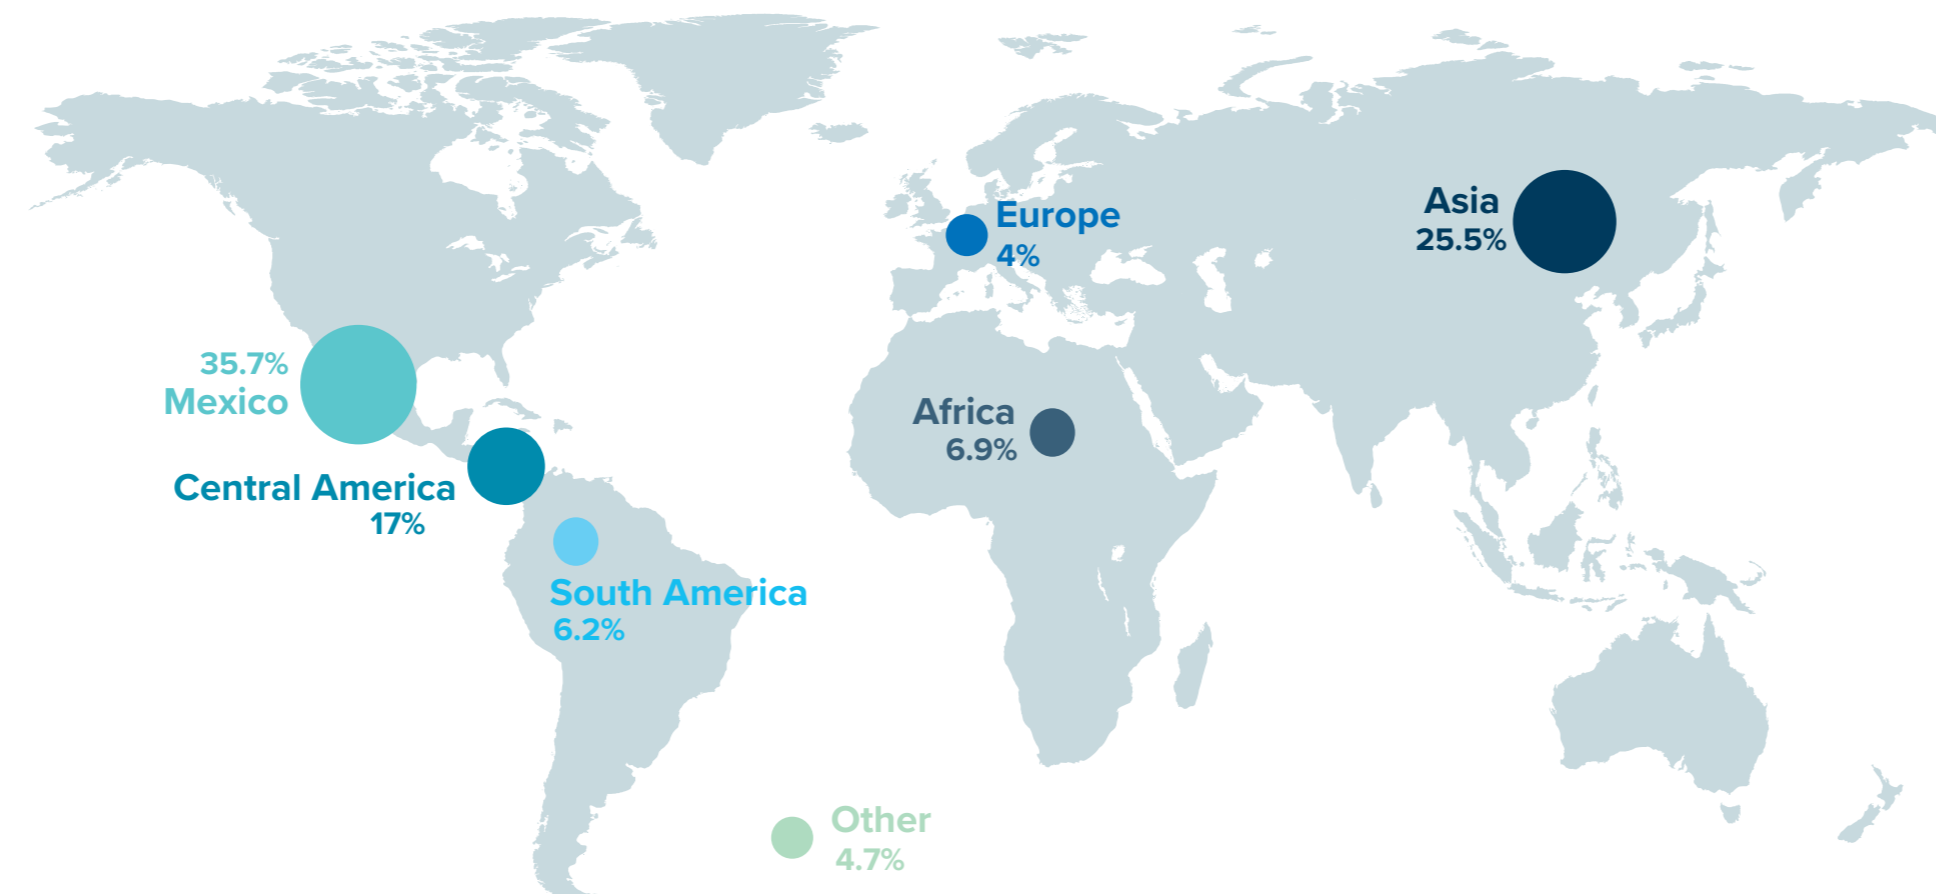 Asia
25.5%
Europe
4%
35.7%
Mexico
Africa
6.9%
Central America
17%
South America
6.2%
Other
4.7%